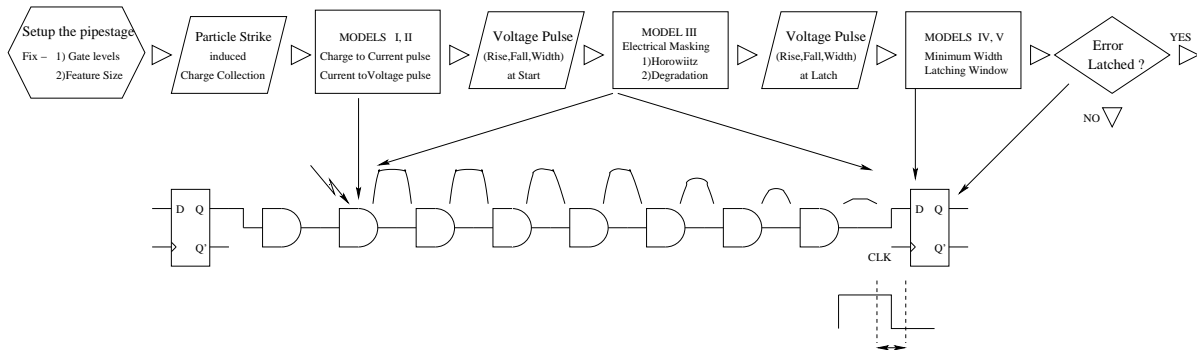 Setup the pipestage
Fix – 1) Gate levels
2)Feature Size
Particle Strike
induced
Charge Collection
MODELS I, II
Charge to Current pulse
Current toVoltage pulse
Voltage Pulse
(Rise,Fall,Width)
at Start
MODEL III
Electrical Masking
1)Horowiitz
2)Degradation
Voltage Pulse
(Rise,Fall,Width)
at Latch
MODELS IV, V
Minimum Width
Latching Window
Error
Latched ?
YES
NO
D Q
Q'
D Q
Q'
CLK